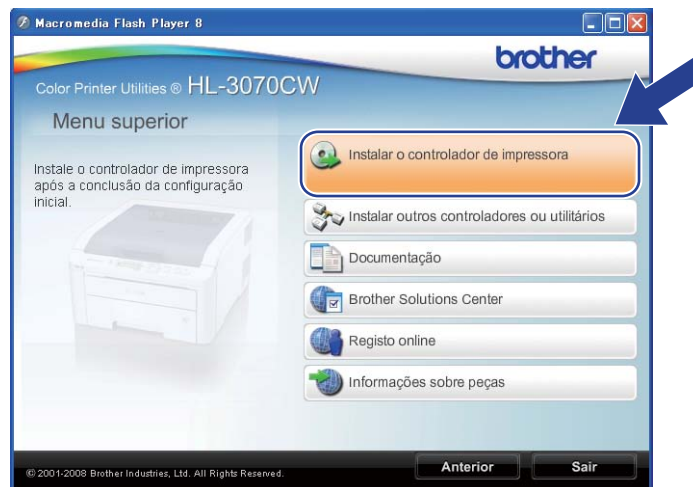 Macromedia Flash Player 8
brother
Color Printer Utilities ® HL-3070CW
Menu superior
Instale o controlador de impressora
após a conclusão da configuração
inicial.
Instalar o controlador de impressora
Instalar outros controladores ou utilitários
Documentação
Brother Solutions Center
Registo online
Informações sobre peças
© 2001-2008 Brother Industries, Ltd. All Rights Reserved.
Anterior
Sair